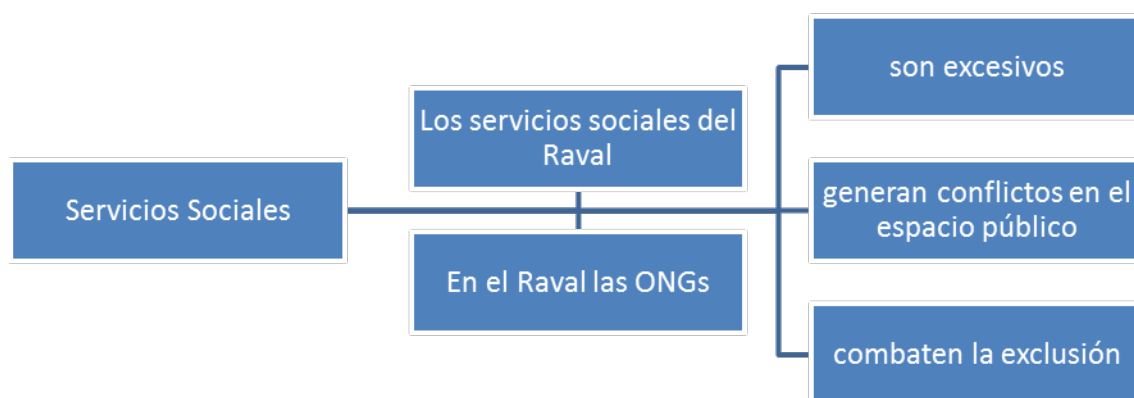 Servicios Sociales
Los servicios sociales del
Raval
En el Raval las ONGs
son excesivos
generan conflictos en el
espacio público
combaten la exclusión